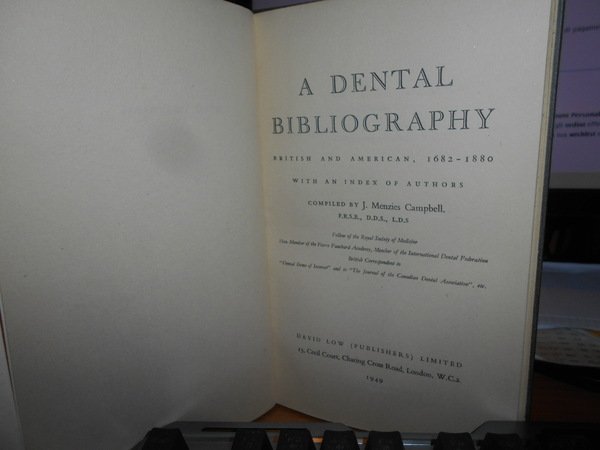 A DENTAL
BIBLIOGRAPHY
BRITISH AND AMERICAN, 1682-1880
WITH AN INDEX OF AUTHORS
COMPILED BY J. Menzies Campbell,
F.R.S.E., D.D.S., L.D.S
Fellow of the Royal Society of Medicine
Hon. Member of the Pierre Fauchard Academy, Member of the International Dental Federation
British Correspondent to
"Dental Items of Interest" and to "The Journal of the Canadian Dental Association", etc.
DAVID LOW (PUBLISHERS) LIMITED
15, Cecil Court, Charing Cross Road, London, W.C.2
1949